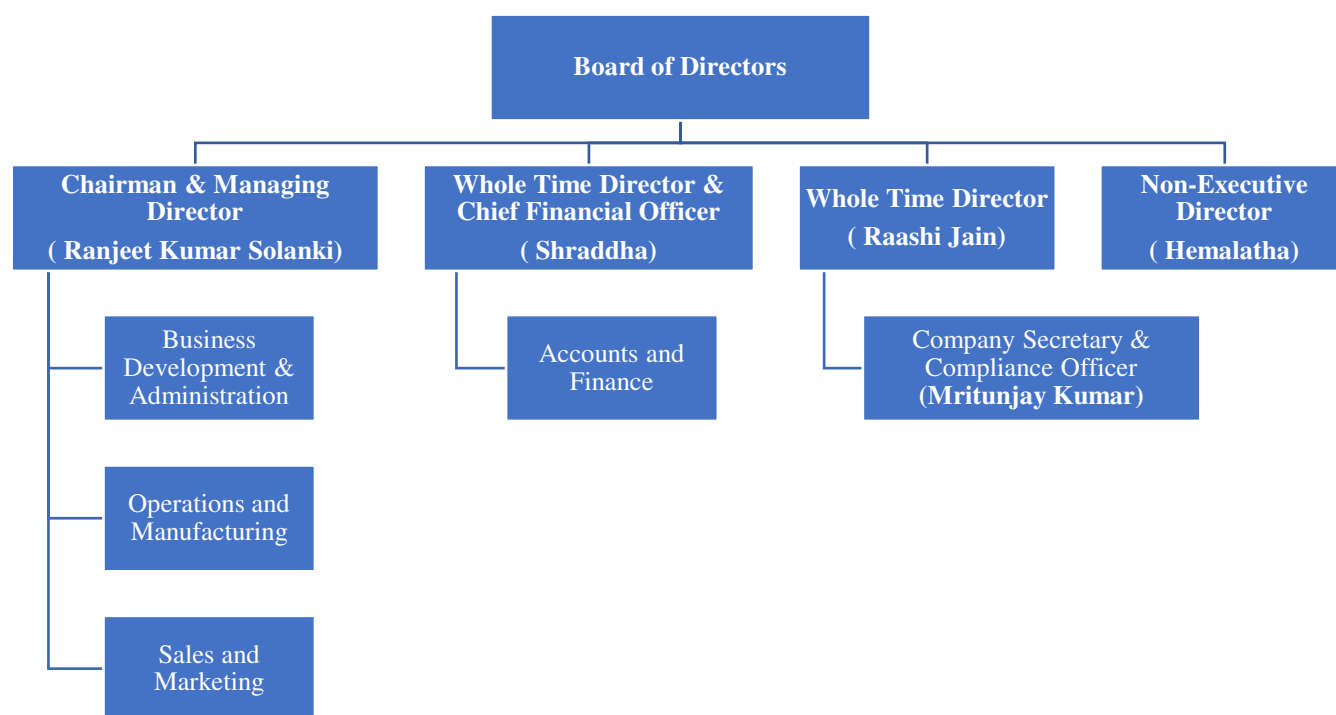 Board of Directors
Chairman & Managing
Director
( Ranjeet Kumar Solanki)
Whole Time Director &
Chief Financial Officer
( Shraddha)
Whole Time Director
( Raashi Jain)
Non-Executive
Director
( Hemalatha)
Business
Development &
Administration
Accounts and
Finance
Company Secretary &
Compliance Officer
(Mritunjay Kumar)
Operations and
Manufacturing
Sales and
Marketing